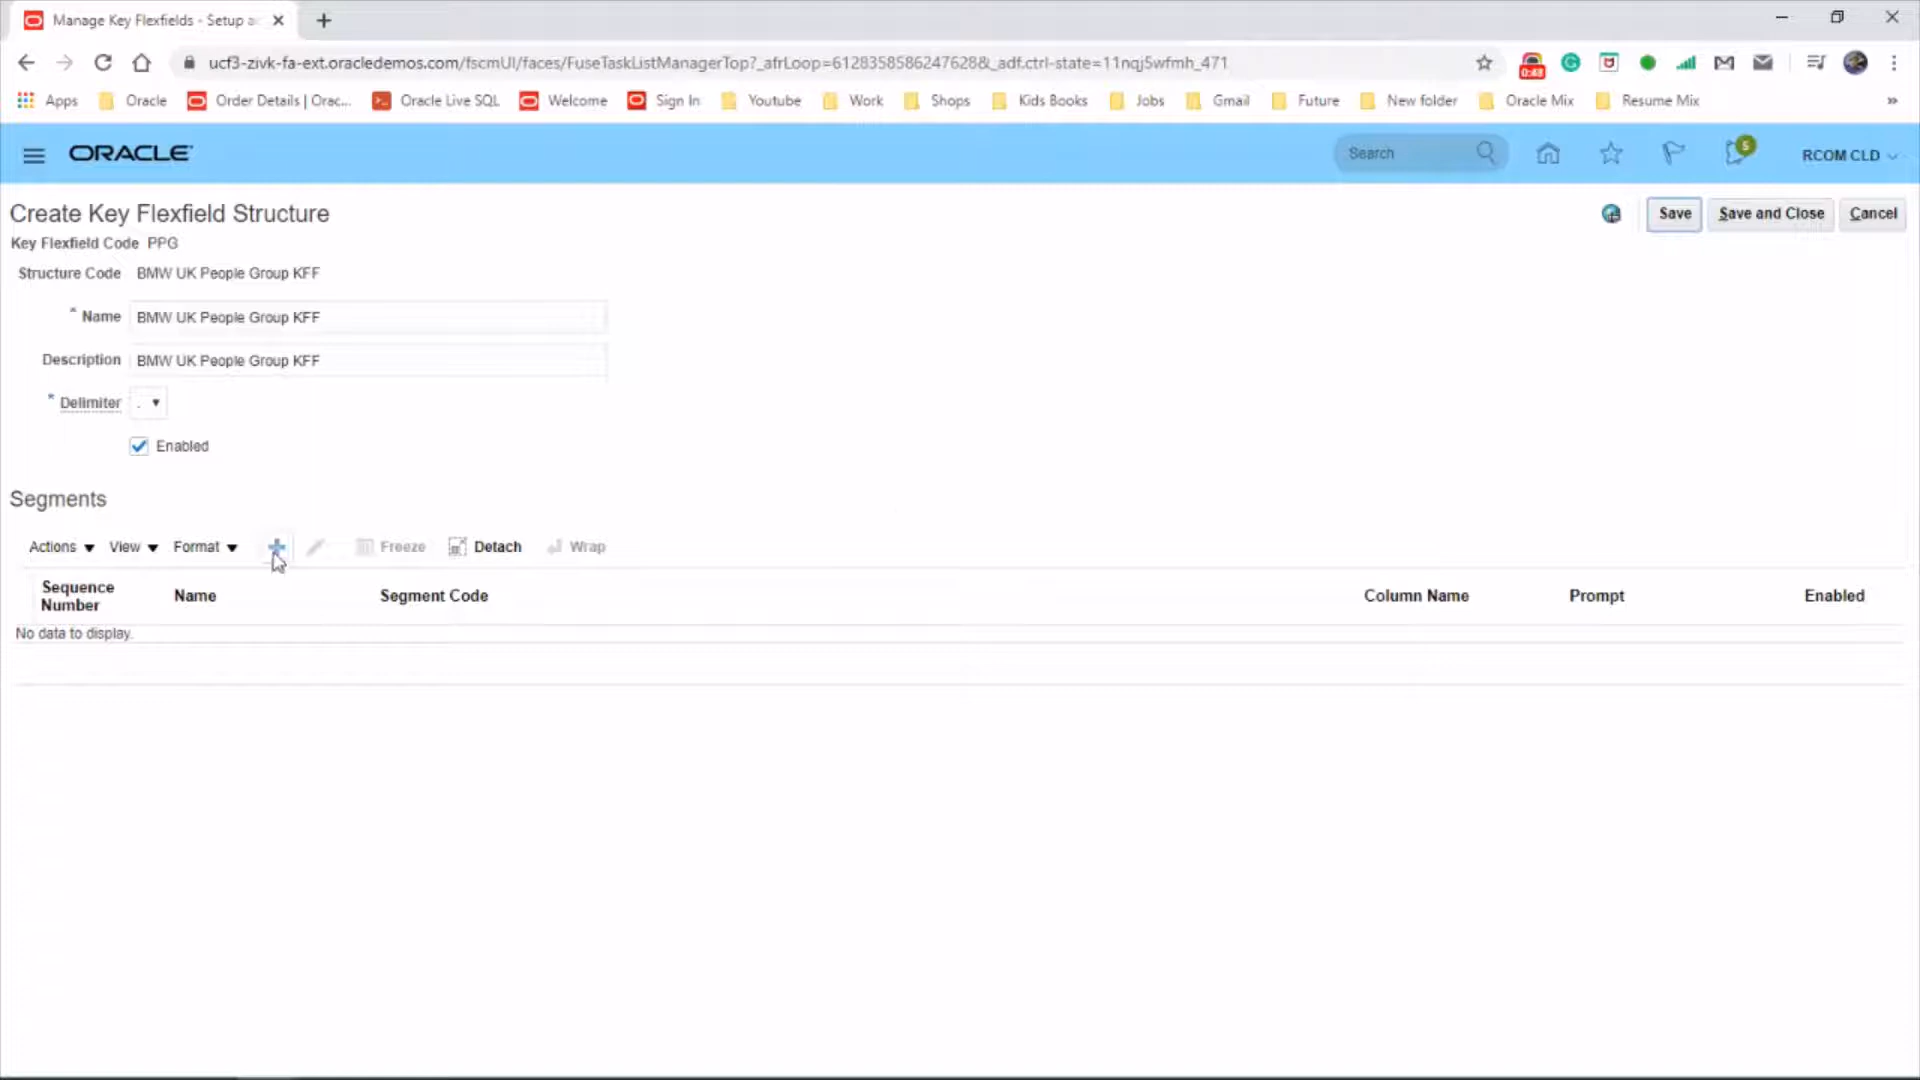 Manage Key Flexfields - Setup a
ucf3-zivk-fa-ext.oracledemos.com/fscmUI/faces/FuseTaskListManagerTop?_afrLoop=6128358586247628&_adf.ctrl-state=11nqj5wfmh_471
0:48
Apps Oracle Order Details | Orac... Oracle Live SQL Welcome Sign In Youtube Work Shops Kids Books Jobs Gmail Future New folder Oracle Mix Resume Mix »
ORACLE Search 5 RCOM CLD
Create Key Flexfield Structure Save Save and Close Cancel
Key Flexfield Code PPG
Structure Code BMW UK People Group KFF
* Name BMW UK People Group KFF
Description BMW UK People Group KFF
* Delimiter .
Enabled
Segments
Actions View Format Freeze Detach Wrap
Sequence Number Name Segment Code Column Name Prompt Enabled
No data to display.